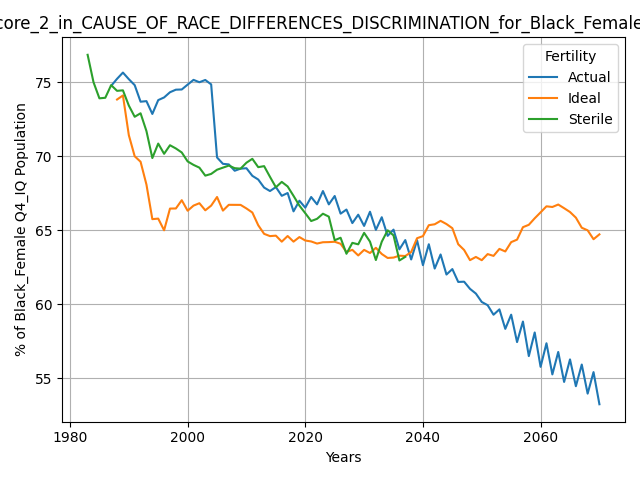 core_2_in_CAUSE_OF_RACE_DIFFERENCES_DISCRIMINATION_for_Black_Female
Fertility
Actual
Ideal
Sterile
% of Black_Female Q4_IQ Population
75
70
65
60
55
1980 2000 2020 2040 2060
Years